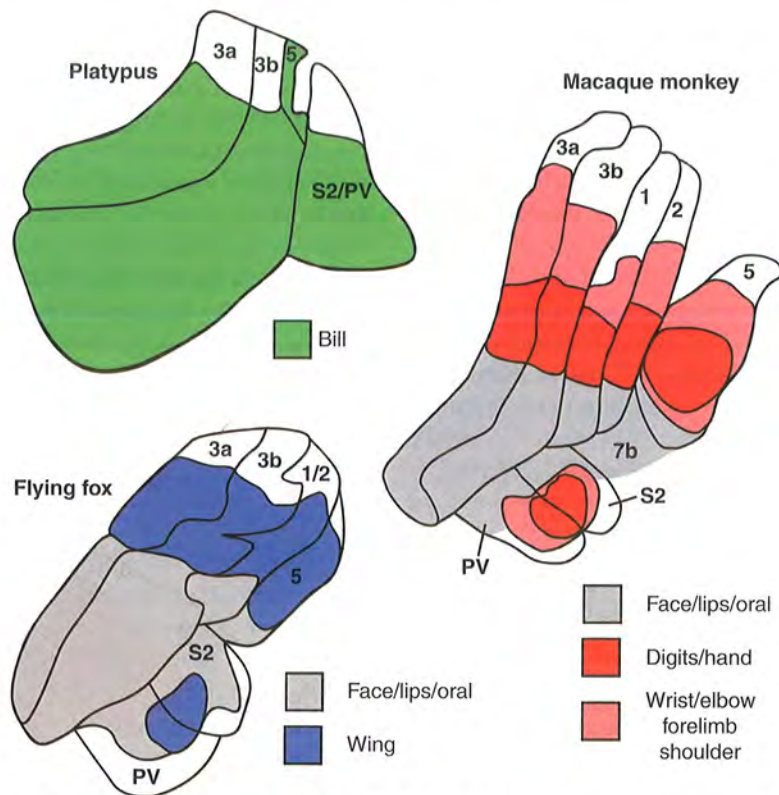 Platypus
3a
3b
5
S2/PV
Bill
Macaque monkey
3a
3b
1
2
5
7b
S2
PV
Face/lips/oral
Digits/hand
Wrist/elbow
forelimb
shoulder
Flying fox
3a
3b
1/2
5
S2
PV
Face/lips/oral
Wing